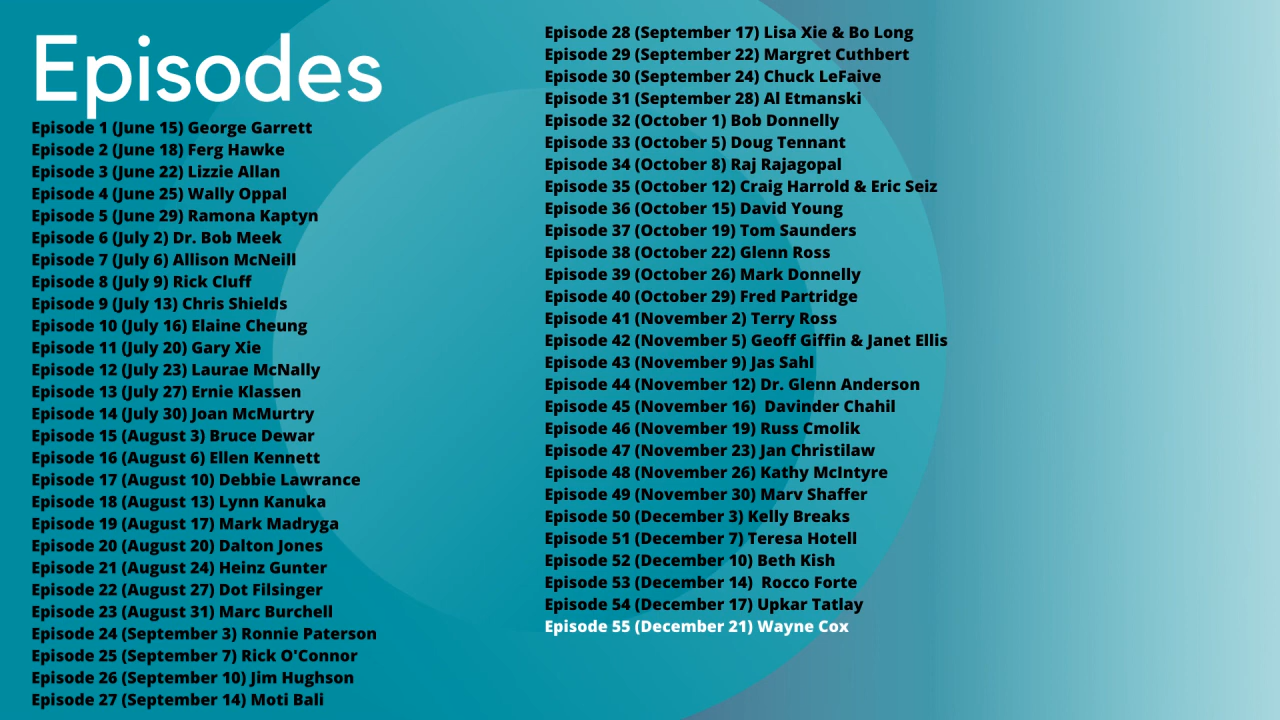 Episodes
Episode 1 (June 15) George Garrett
Episode 2 (June 18) Ferg Hawke
Episode 3 (June 22) Lizzie Allan
Episode 4 (June 25) Wally Oppal
Episode 5 (June 29) Ramona Kaptyn
Episode 6 (July 2) Dr. Bob Meek
Episode 7 (July 6) Allison McNeill
Episode 8 (July 9) Rick Cluff
Episode 9 (July 13) Chris Shields
Episode 10 (July 16) Elaine Cheung
Episode 11 (July 20) Gary Xie
Episode 12 (July 23) Laurae McNally
Episode 13 (July 27) Ernie Klassen
Episode 14 (July 30) Joan McMurtry
Episode 15 (August 3) Bruce Dewar
Episode 16 (August 6) Ellen Kennett
Episode 17 (August 10) Debbie Lawrance
Episode 18 (August 13) Lynn Kanuka
Episode 19 (August 17) Mark Madryga
Episode 20 (August 20) Dalton Jones
Episode 21 (August 24) Heinz Gunter
Episode 22 (August 27) Dot Filsinger
Episode 23 (August 31) Marc Burchell
Episode 24 (September 3) Ronnie Paterson
Episode 25 (September 7) Rick O'Connor
Episode 26 (September 10) Jim Hughson
Episode 27 (September 14) Moti Bali
Episode 28 (September 17) Lisa Xie & Bo Long
Episode 29 (September 22) Margret Cuthbert
Episode 30 (September 24) Chuck LeFaive
Episode 31 (September 28) Al Etmanski
Episode 32 (October 1) Bob Donnelly
Episode 33 (October 5) Doug Tennant
Episode 34 (October 8) Raj Rajagopal
Episode 35 (October 12) Craig Harrold & Eric Seiz
Episode 36 (October 15) David Young
Episode 37 (October 19) Tom Saunders
Episode 38 (October 22) Glenn Ross
Episode 39 (October 26) Mark Donnelly
Episode 40 (October 29) Fred Partridge
Episode 41 (November 2) Terry Ross
Episode 42 (November 5) Geoff Giffin & Janet Ellis
Episode 43 (November 9) Jas Sahl
Episode 44 (November 12) Dr. Glenn Anderson
Episode 45 (November 16)  Davinder Chahil
Episode 46 (November 19) Russ Cmolik
Episode 47 (November 23) Jan Christilaw
Episode 48 (November 26) Kathy McIntyre
Episode 49 (November 30) Marv Shaffer
Episode 50 (December 3) Kelly Breaks
Episode 51 (December 7) Teresa Hotell
Episode 52 (December 10) Beth Kish
Episode 53 (December 14)  Rocco Forte
Episode 54 (December 17) Upkar Tatlay
Episode 55 (December 21) Wayne Cox